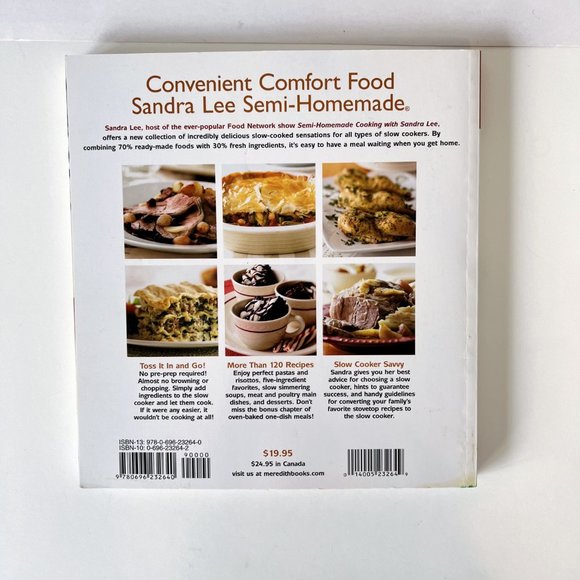 Convenient Comfort Food
Sandra Lee Semi-Homemade®
Sandra Lee, host of the ever-popular Food Network show Semi-Homemade Cooking with Sandra Lee,
offers a new collection of incredibly delicious slow-cooked sensations for all types of slow cookers. By
combining 70% ready-made foods with 30% fresh ingredients, it's easy to have a meal waiting when you get home.
Toss It In and Go!
No pre-prep required!
Almost no browning or
chopping. Simply add
ingredients to the slow
cooker and let them cook.
If it were any easier, it
wouldn't be cooking at all!
More Than 120 Recipes
Enjoy perfect pastas and
risottos, five-ingredient
favorites, slow simmering
soups, meat and poultry main
dishes, and desserts. Don't
miss the bonus chapter of
oven-baked one-dish meals!
Slow Cooker Savvy
Sandra gives you her best
advice for choosing a slow
cooker, hints to guarantee
success, and handy guidelines
for converting your family's
favorite stovetop recipes to
the slow cooker.
ISBN-13: 978-0-696-23264-0
ISBN-10: 0-696-23264-2
90000
9 780696 232640
$19.95
$24.95 in Canada
visit us at meredithbooks.com
0 14005 23264 9